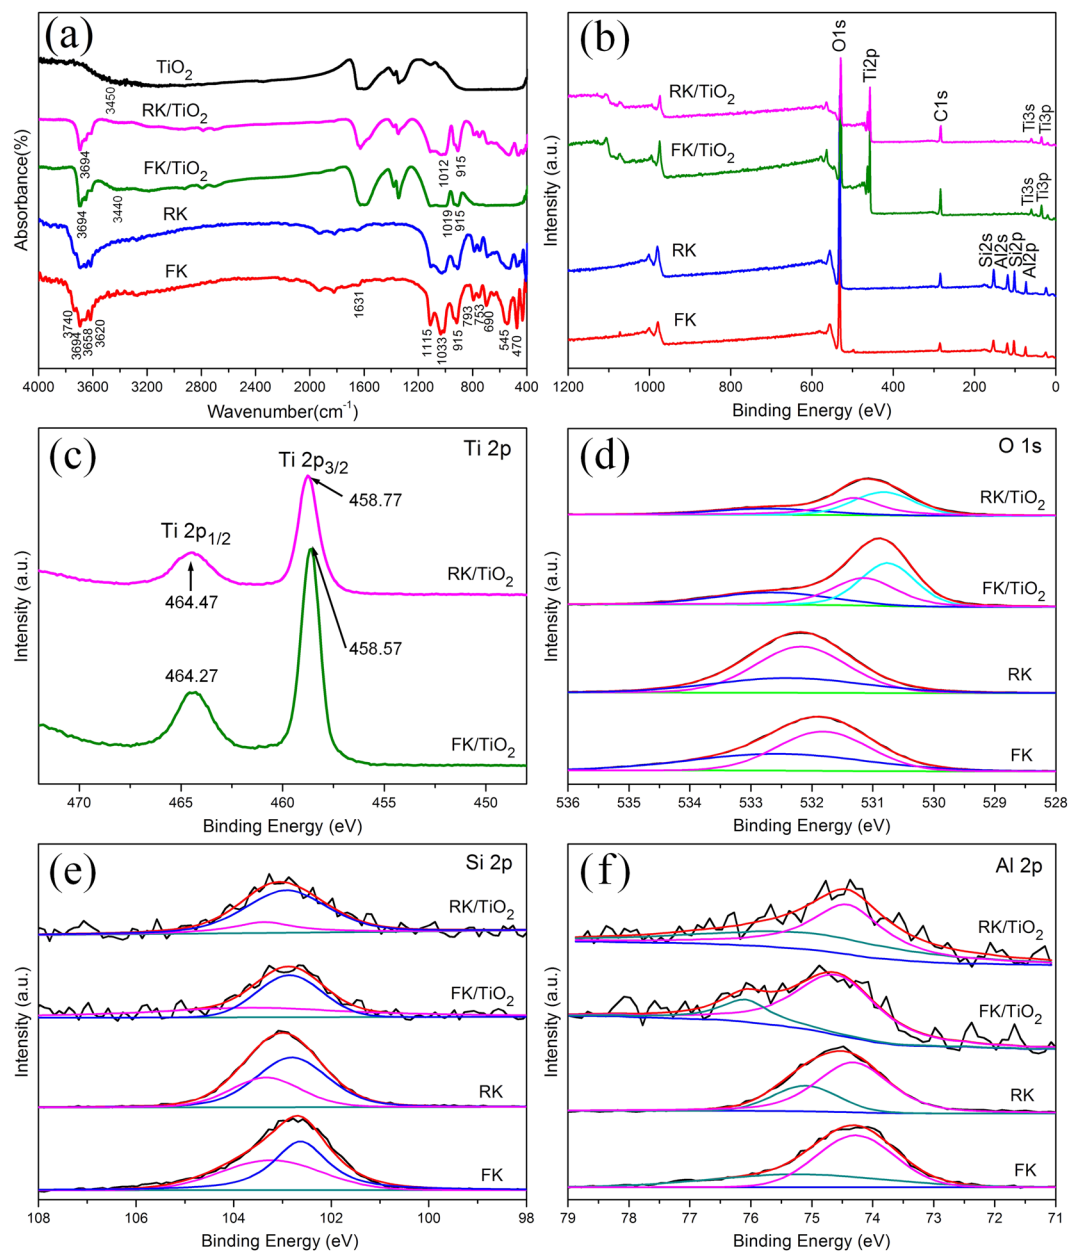 (a)
TiO2
3450
RK/TiO2
3694
1012
915
FK/TiO2
3694
3440
1019
915
RK
FK
3740
3694
3658
3620
1631
1115
1033
915
793
753
690
545
470
Absorbance(%)
4000 3600 3200 2800 2400 2000 1600 1200 800 400
Wavenumber(cm-1)
(b)
O1s
Ti2p
C1s
Ti3s
Ti3p
RK/TiO2
FK/TiO2
Ti3s
Ti3p
RK
Si2s
Al2s
Si2p
Al2p
FK
Intensity (a.u.)
1200 1000 800 600 400 200 0
Binding Energy (eV)
(c)
Ti 2p
Ti 2p3/2
458.77
Ti 2p1/2
464.47
RK/TiO2
458.57
464.27
FK/TiO2
Intensity (a.u.)
470 465 460 455 450
Binding Energy (eV)
(d)
O 1s
RK/TiO2
FK/TiO2
RK
FK
Intensity (a.u.)
536 535 534 533 532 531 530 529 528
Binding Energy (eV)
(e)
Si 2p
RK/TiO2
FK/TiO2
RK
FK
Intensity (a.u.)
108 106 104 102 100 98
Binding Energy (eV)
(f)
Al 2p
RK/TiO2
FK/TiO2
RK
FK
Intensity (a.u.)
79 78 77 76 75 74 73 72 71
Binding Energy (eV)